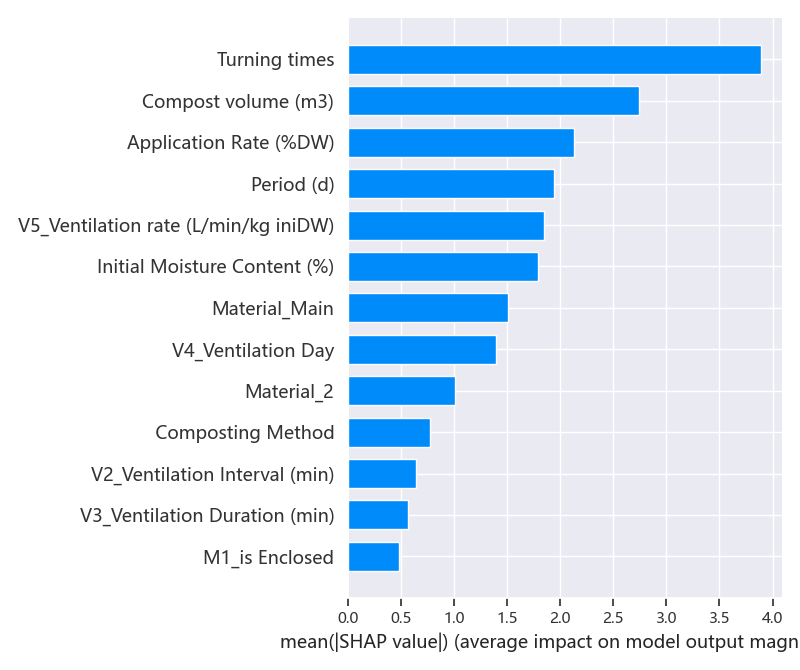 Turning times
Compost volume (m3)
Application Rate (%DW)
Period (d)
V5_Ventilation rate (L/min/kg iniDW)
Initial Moisture Content (%)
Material_Main
V4_Ventilation Day
Material_2
Composting Method
V2_Ventilation Interval (min)
V3_Ventilation Duration (min)
M1_is Enclosed
0.0 0.5 1.0 1.5 2.0 2.5 3.0 3.5 4.0
mean(|SHAP value|) (average impact on model output magn